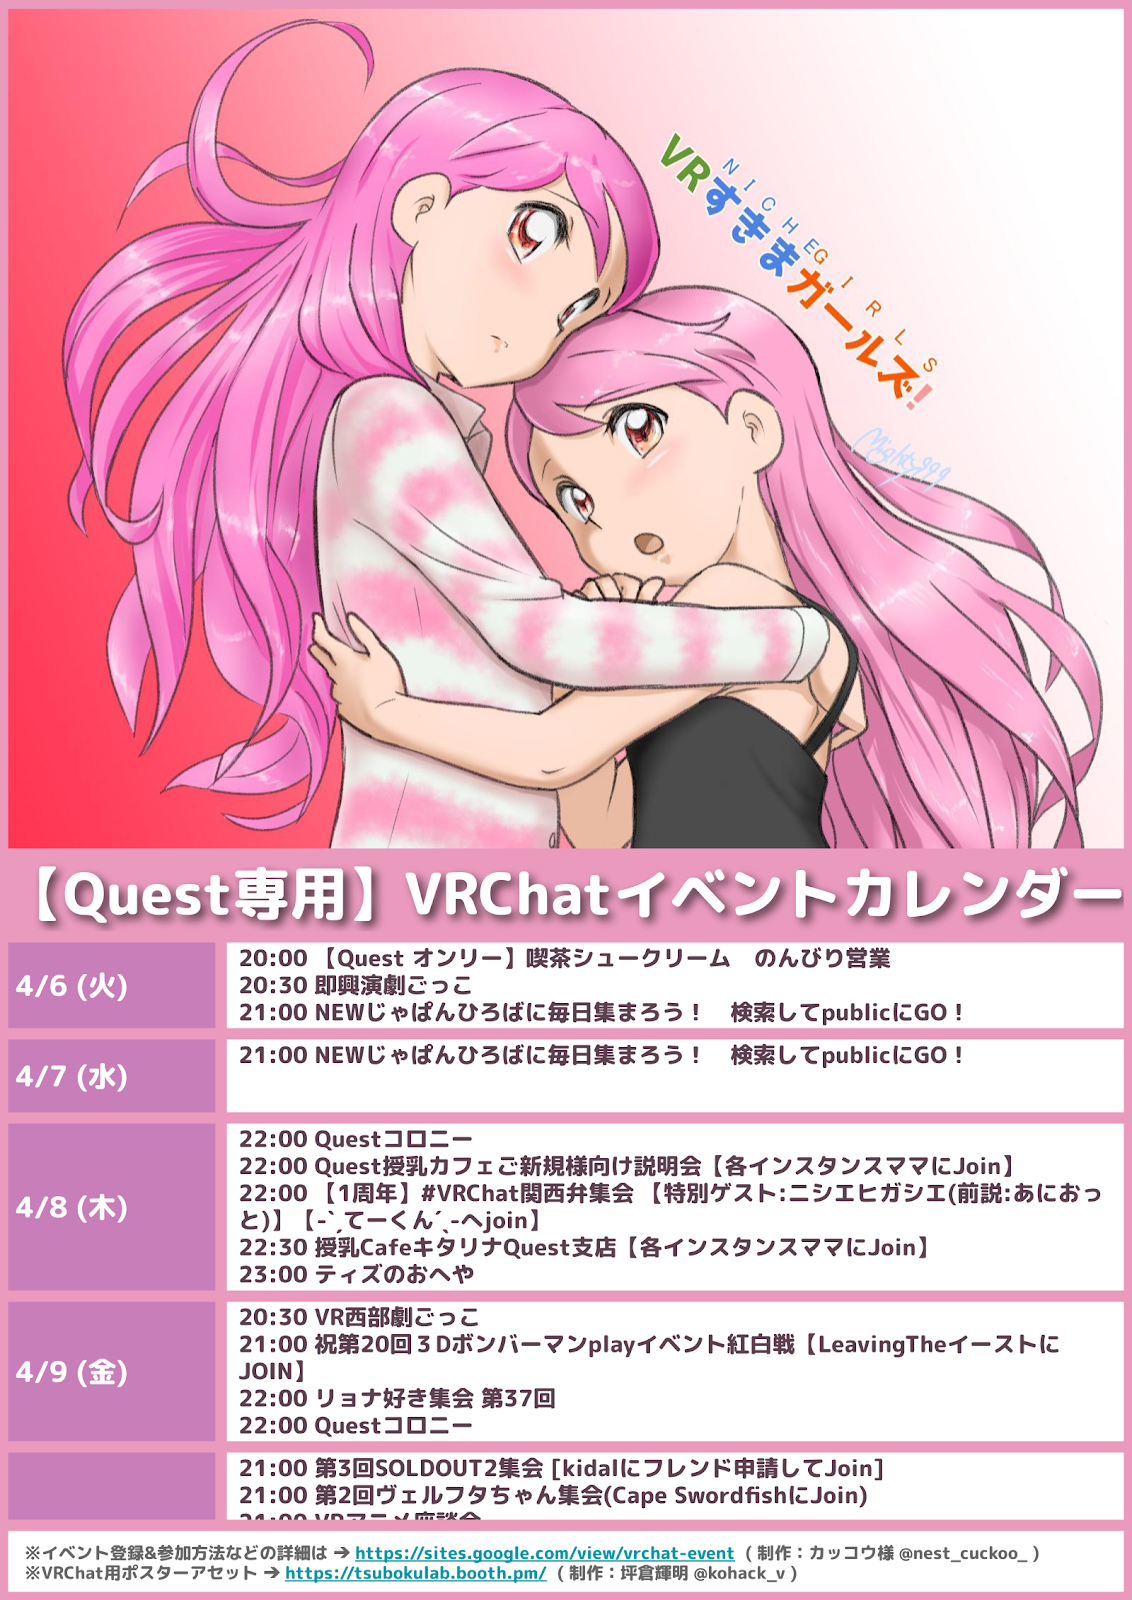 VRすきまガールズ!
NICHEGIRLS
Mighty999
【Quest専用】VRChatイベントカレンダー
4/6 (火)
20:00 【Quest オンリー】喫茶シュークリーム　のんびり営業
20:30 即興演劇ごっこ
21:00 NEWじゃぱんひろばに毎日集まろう！　検索してpublicにGO！
4/7 (水)
21:00 NEWじゃぱんひろばに毎日集まろう！　検索してpublicにGO！
4/8 (木)
22:00 Questコロニー
22:00 Quest授乳カフェご新規様向け説明会【各インスタンスママにJoin】
22:00 【1周年】#VRChat関西弁集会 【特別ゲスト:ニシエヒガシエ(前説:あにおっ
と)】【-`ˏてーくん´ˎ-へjoin】
22:30 授乳CafeキタリナQuest支店【各インスタンスママにJoin】
23:00 ティズのおへや
4/9 (金)
20:30 VR西部劇ごっこ
21:00 祝第20回３Dボンバーマンplayイベント紅白戦【LeavingTheイーストに
JOIN】
22:00 リョナ好き集会 第37回
22:00 Questコロニー
21:00 第3回SOLDOUT2集会 [kidalにフレンド申請してJoin]
21:00 第2回ヴェルフタちゃん集会(Cape SwordfishにJoin)
21:00 VRアニメ座談会
※イベント登録&参加方法などの詳細は ➔ https://sites.google.com/view/vrchat-event ( 制作：カッコウ様 @nest_cuckoo_ )
※VRChat用ポスターアセット ➔ https://tsubokulab.booth.pm/ ( 制作：坪倉輝明 @kohack_v )